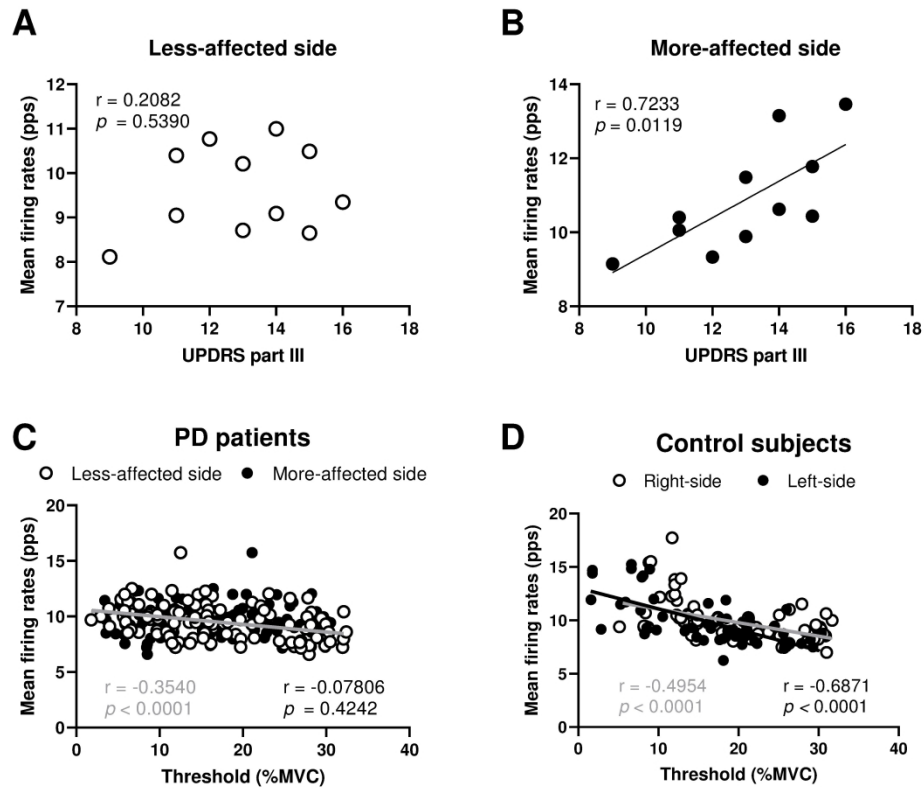 A
Less-affected side
r = 0.2082
p = 0.5390
Mean firing rates (pps)
12
11
10
9
8
7
8 10 12 14 16 18
UPDRS part III
B
More-affected side
r = 0.7233
p = 0.0119
Mean firing rates (pps)
14
12
10
8
8 10 12 14 16 18
UPDRS part III
C
PD patients
Less-affected side More-affected side
Mean firing rates (pps)
20
15
10
5
0
r = -0.3540 r = -0.07806
p < 0.0001 p = 0.4242
0 10 20 30 40
Threshold (%MVC)
D
Control subjects
Right-side Left-side
Mean firing rates (pps)
20
15
10
5
0
r = -0.4954 r = -0.6871
p < 0.0001 p < 0.0001
0 10 20 30 40
Threshold (%MVC)